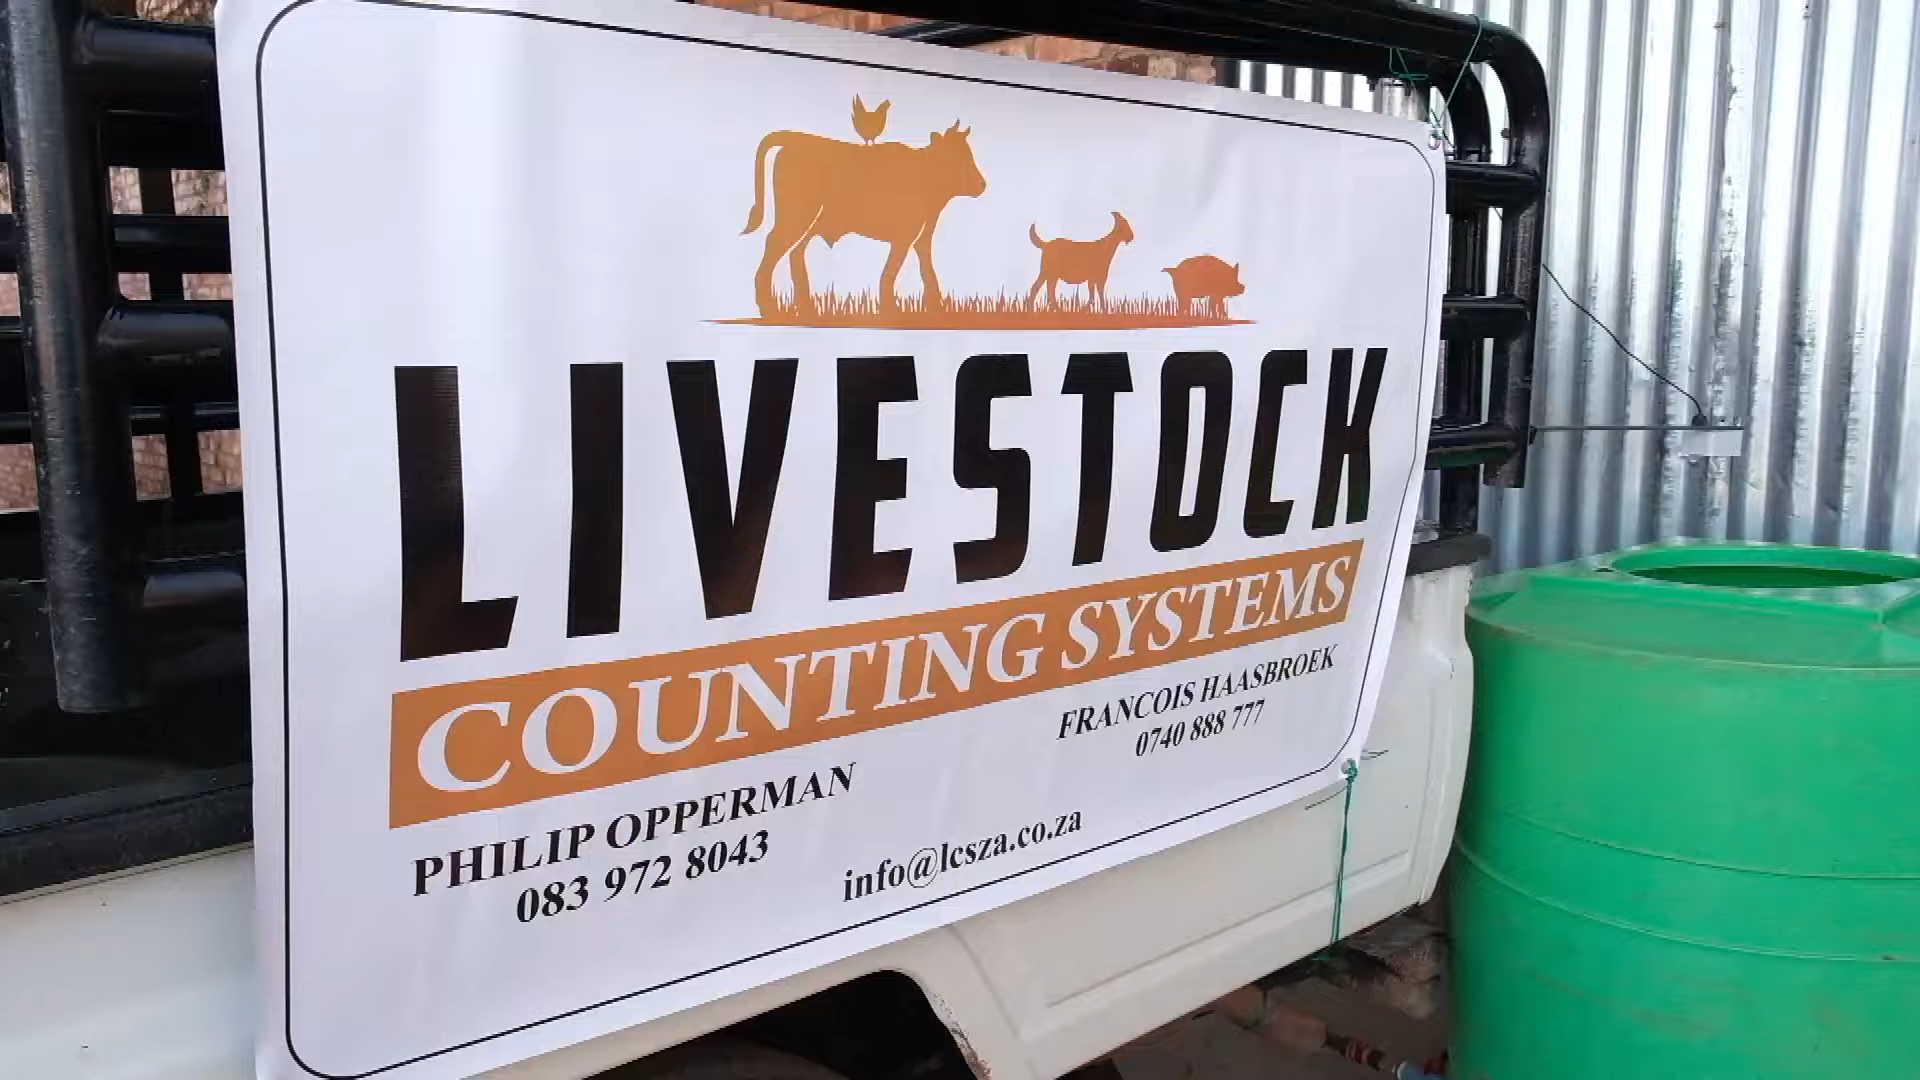 LIVESTOCK
COUNTING SYSTEMS
PHILIP OPPERMAN
083 972 8043
FRANCOIS HAASBROEK
0740 888 777
info@lcsza.co.za